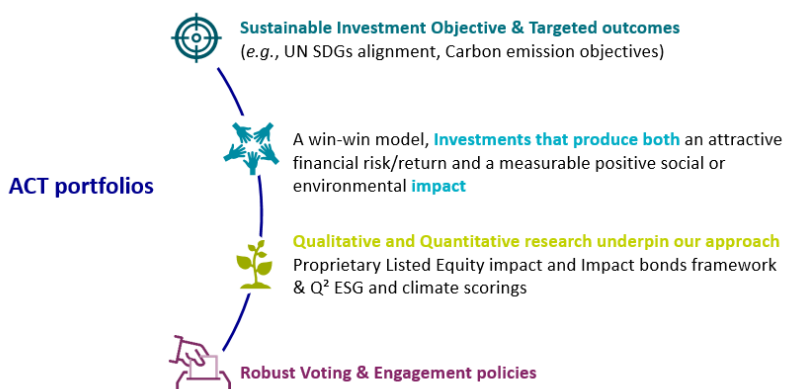 Sustainable Investment Objective & Targeted outcomes
(e.g., UN SDGs alignment, Carbon emission objectives)
A win-win model, Investments that produce both an attractive
financial risk/return and a measurable positive social or
environmental impact
ACT portfolios
Qualitative and Quantitative research underpin our approach
Proprietary Listed Equity impact and Impact bonds framework
& Q² ESG and climate scorings
Robust Voting & Engagement policies